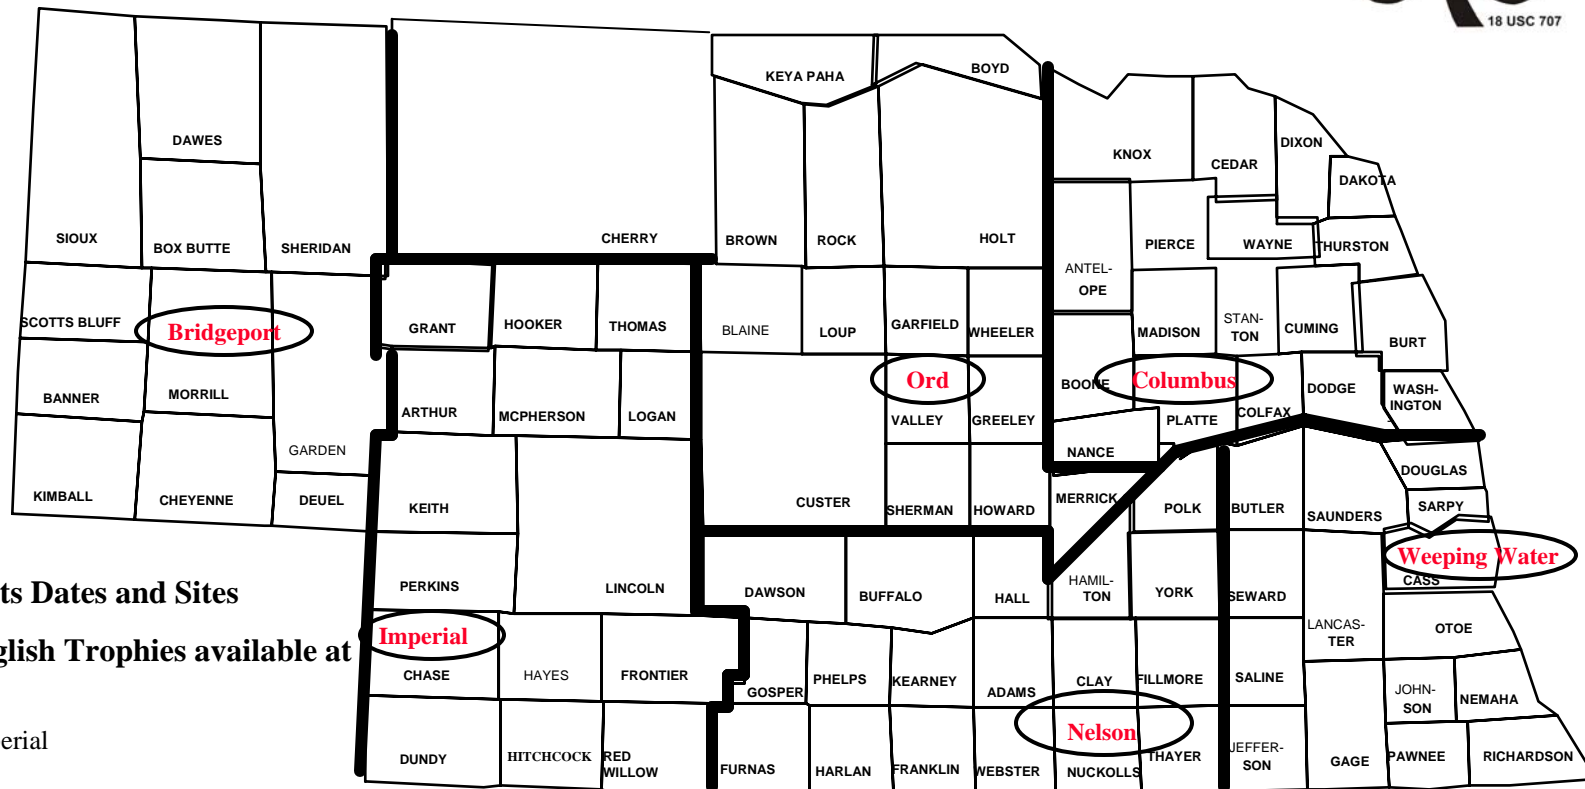 18 USC 707
KEYA PAHA
BOYD
DAWES
KNOX
CEDAR
DIXON
DAKOTA
SIOUX
BOX BUTTE
SHERIDAN
CHERRY
BROWN
ROCK
HOLT
PIERCE
WAYNE
THURSTON
ANTEL-
OPE
SCOTTS BLUFF
Bridgeport
GRANT
HOOKER
THOMAS
BLAINE
LOUP
GARFIELD
WHEELER
MADISON
STAN-
TON
CUMING
BURT
BANNER
MORRILL
ARTHUR
MCPHERSON
LOGAN
Ord
VALLEY
GREELEY
BOONE
Columbus
PLATTE
COLFAX
DODGE
WASH-
INGTON
GARDEN
NANCE
DOUGLAS
KIMBALL
CHEYENNE
DEUEL
KEITH
CUSTER
SHERMAN
HOWARD
MERRICK
POLK
BUTLER
SAUNDERS
SARPY
Weeping Water
CASS
ts Dates and Sites
PERKINS
LINCOLN
DAWSON
BUFFALO
HALL
HAMIL-
TON
YORK
SEWARD
LANCAS-
TER
OTOE
glish Trophies available at
Imperial
CHASE
HAYES
FRONTIER
GOSPER
PHELPS
KEARNEY
ADAMS
CLAY
FILLMORE
SALINE
JOHN-
SON
NEMAHA
perial
Nelson
DUNDY
HITCHCOCK
RED
WILLOW
FURNAS
HARLAN
FRANKLIN
WEBSTER
NUCKOLLS
THAYER
JEFFER-
SON
GAGE
PAWNEE
RICHARDSON